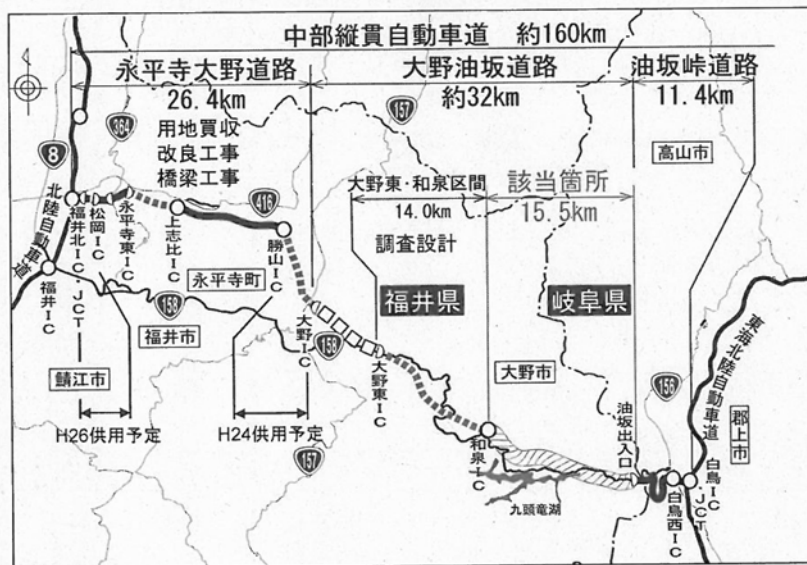 中部縦貫自動車道 約160km
永平寺大野道路
26.4km
用地買収
改良工事
橋梁工事
大野油坂道路
約32km
油坂峠道路
11.4km
157
364
8
416
高山市
大野東・和泉区間
14.0km
調査設計
該当箇所
15.5km
北陸自動車道
福井北IC・JCT
松岡IC
永平寺東IC
上志比IC
勝山IC
福井IC
永平寺町
158
福井市
鯖江市
大野IC
158
大野東IC
福井県
岐阜県
大野市
156
東海北陸自動車道
郡上市
H26供用予定
H24供用予定
157
和泉IC
九頭竜湖
油坂出入口
白鳥西IC
白鳥IC・JCT